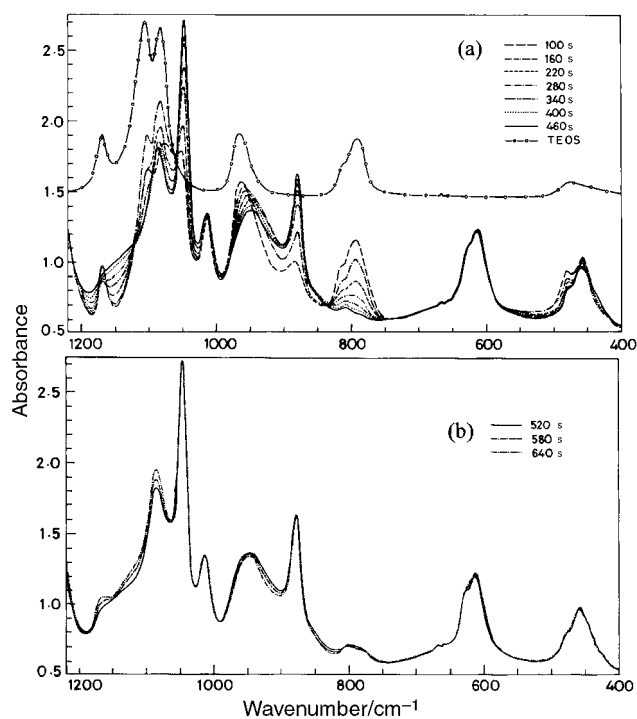 (a)
100 s
160 s
220 s
280 s
340 s
400 s
460 s
TEOS
2.5
2.0
1.5
1.0
0.5
1200 1000 800 600 400
Absorbance
(b)
520 s
580 s
640 s
2.5
2.0
1.5
1.0
0.5
1200 1000 800 600 400
Wavenumber/cm⁻¹